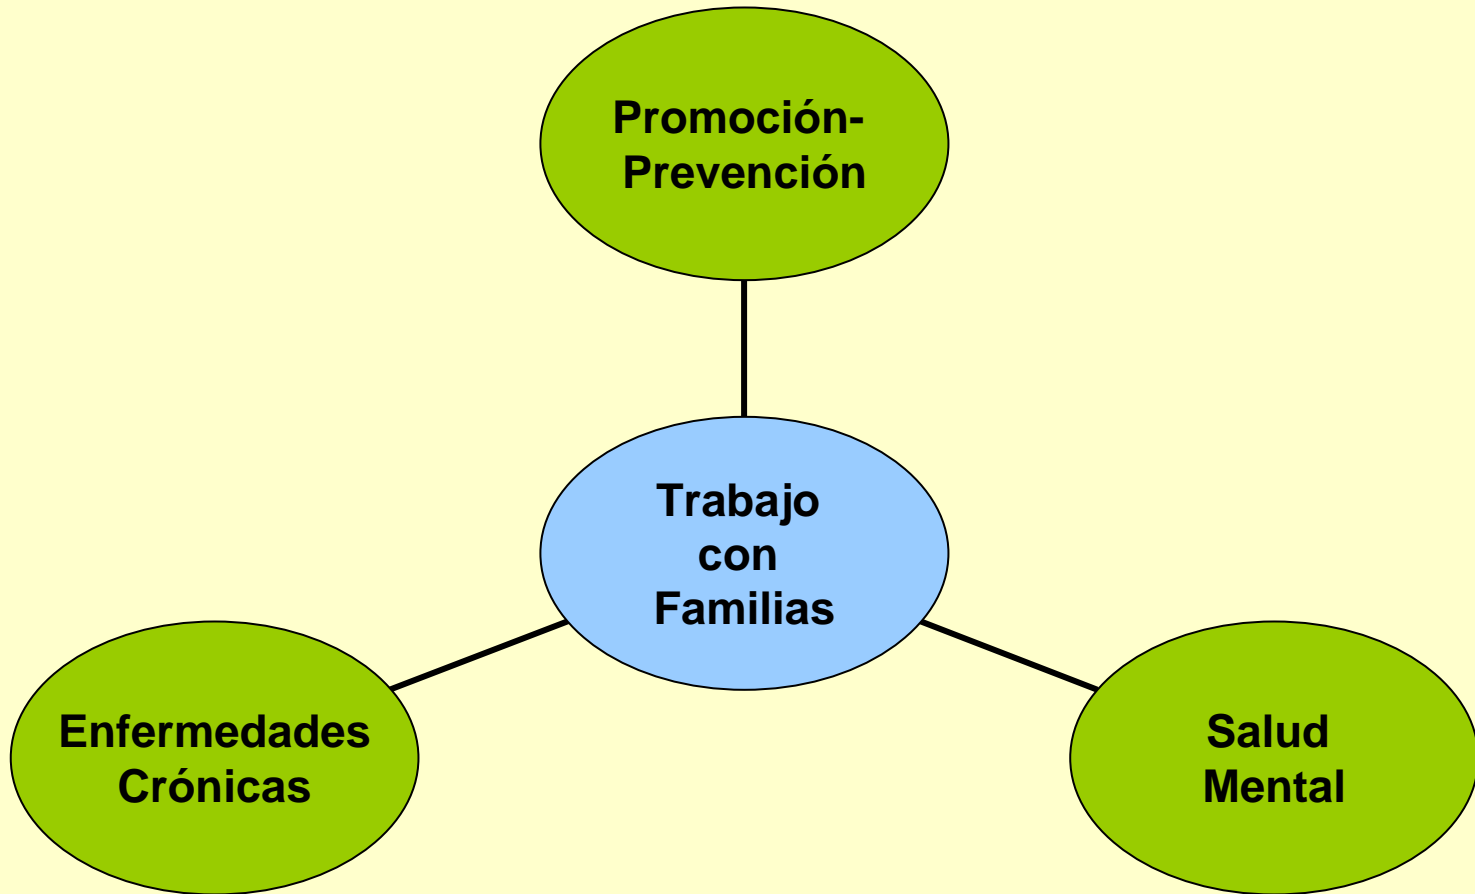 Promoción-
Prevención
Trabajo
con
Familias
Enfermedades
Crónicas
Salud
Mental